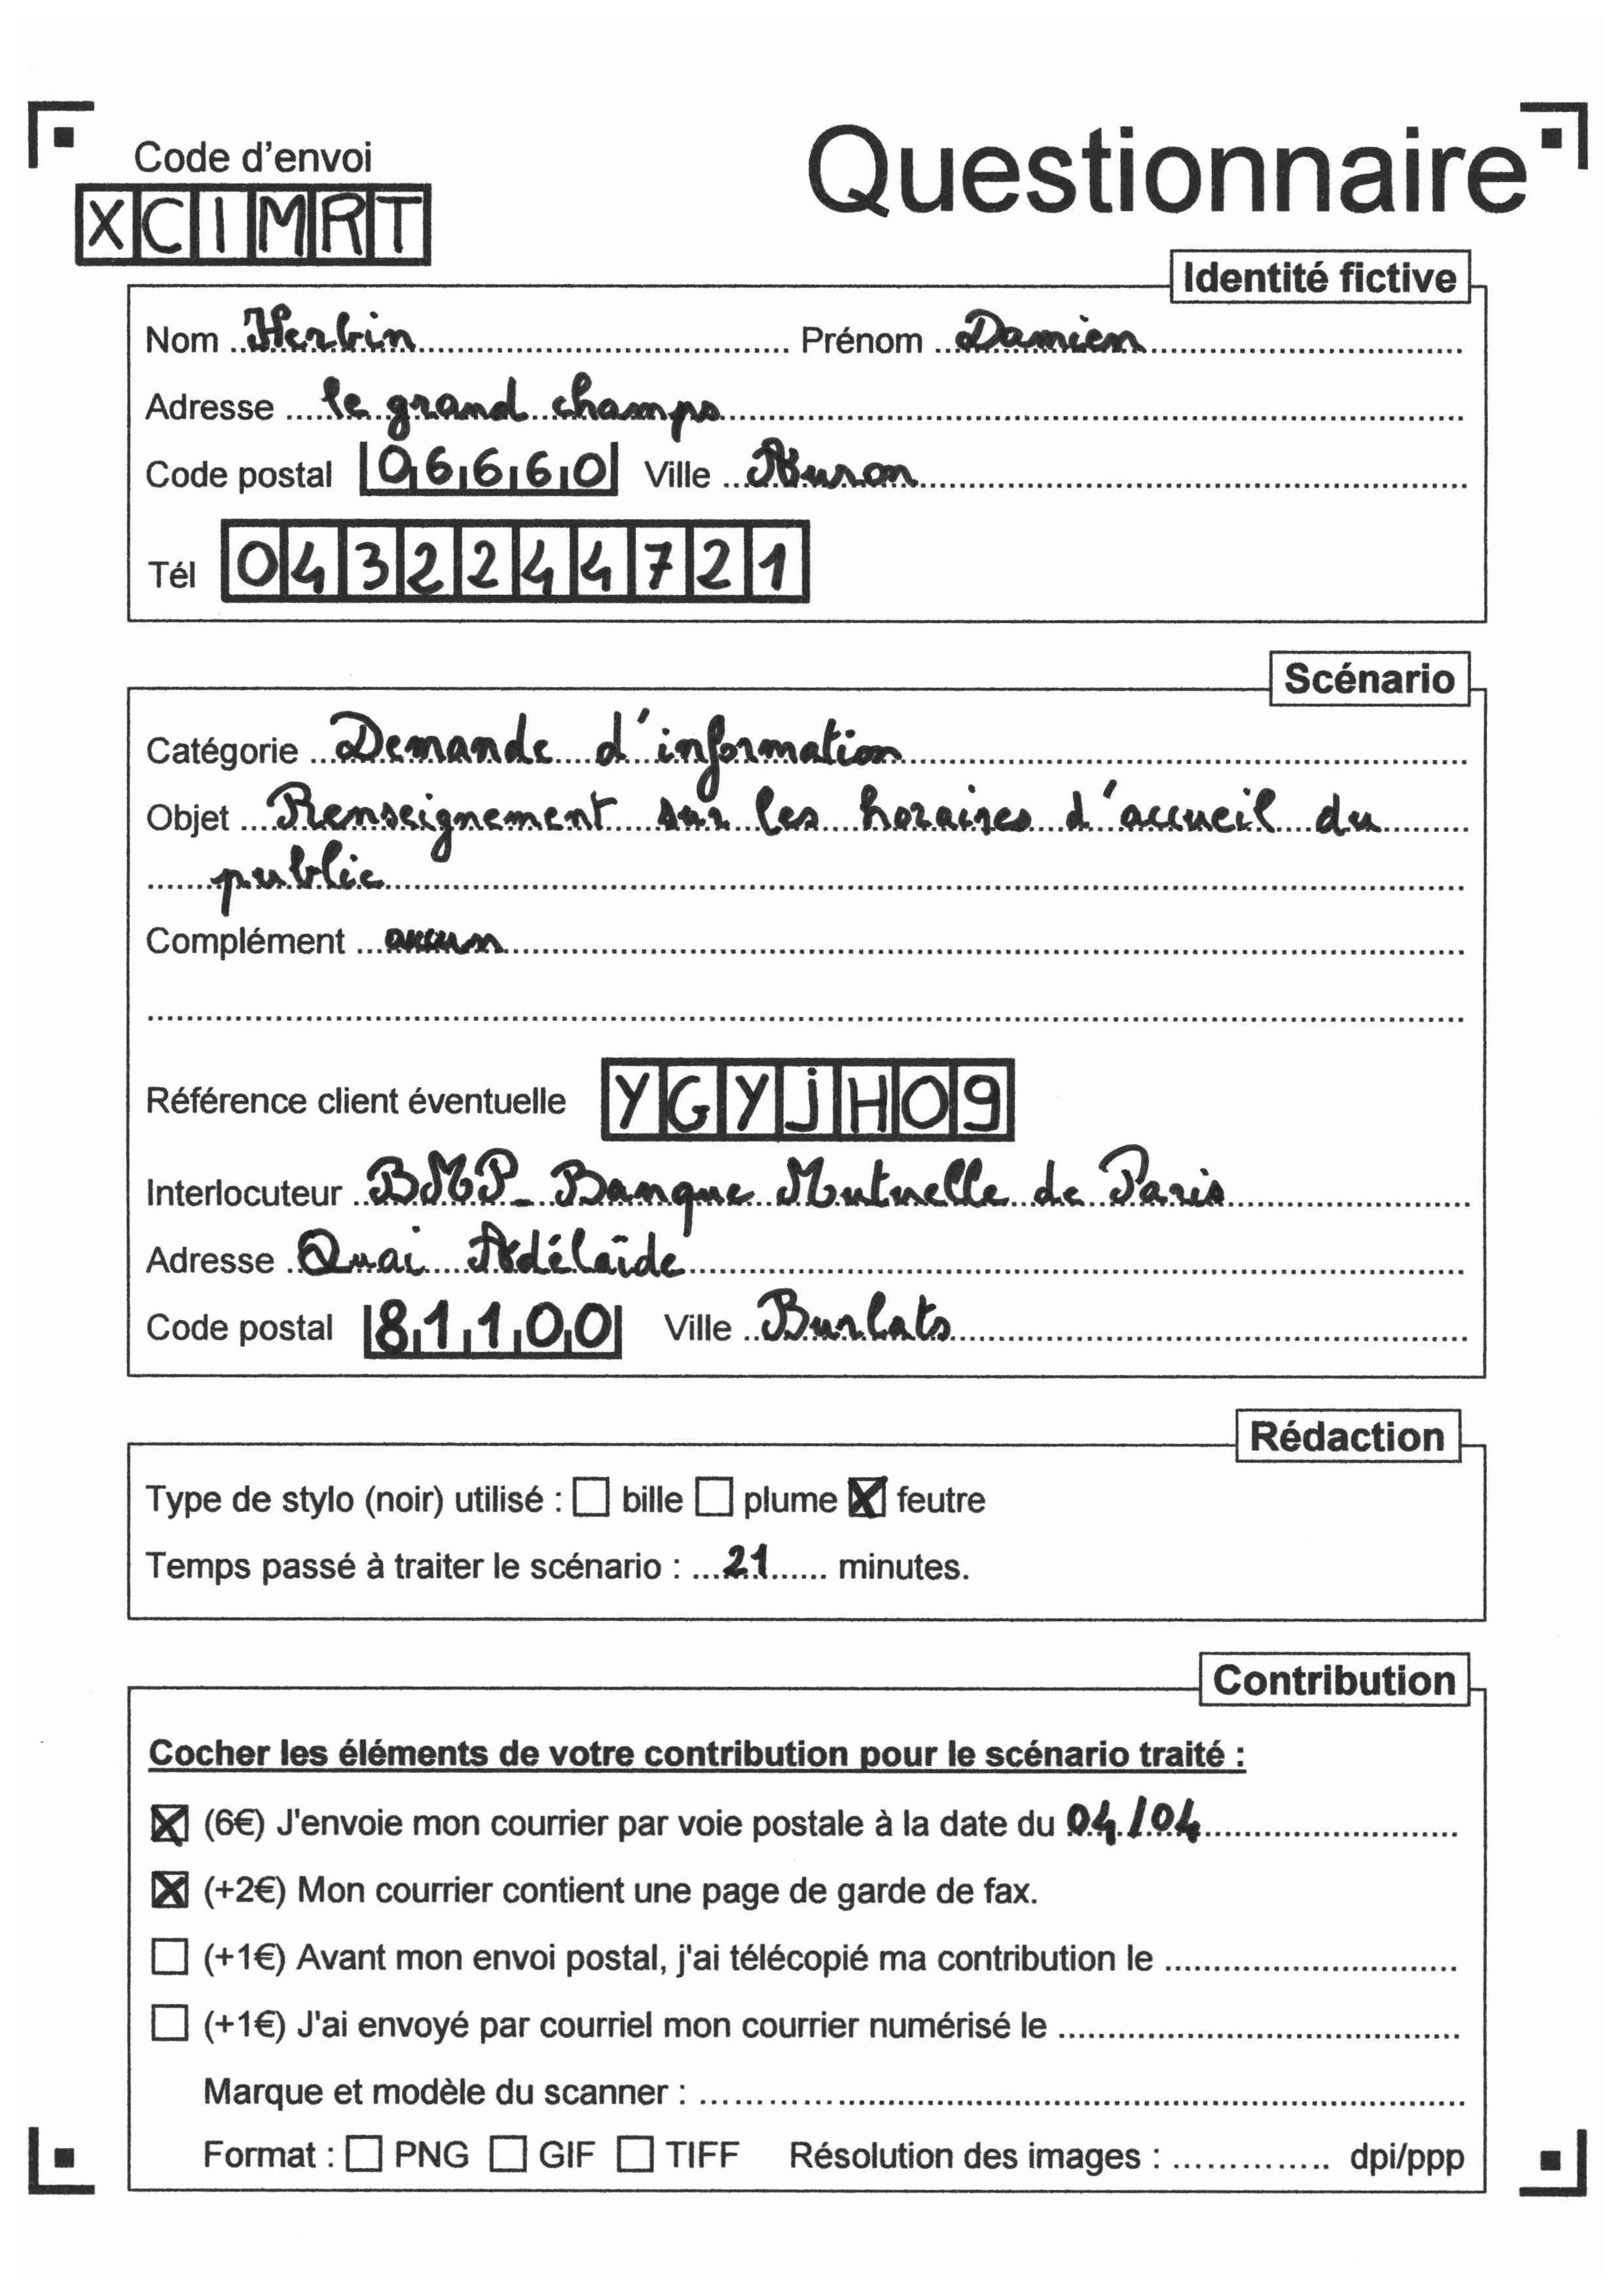 Code d'envoi
Questionnaire
XCIMRT
Identité fictive
Nom Herbin Prénom Damien
Adresse le grand champs
Code postal 06660 Ville Auron
Tél 0432244721
Scénario
Catégorie Demande d'information
Objet Renseignement sur les horaires d'accueil du
public
Complément aucun
Référence client éventuelle YGYJH09
Interlocuteur BMP_ Banque Mutuelle de Paris
Adresse Quai Adélaïde
Code postal 81100 Ville Burlats
Rédaction
Type de stylo (noir) utilisé : ☐ bille ☐ plume ☒ feutre
Temps passé à traiter le scénario : 21 minutes.
Contribution
Cocher les éléments de votre contribution pour le scénario traité :
☒ (6€) J'envoie mon courrier par voie postale à la date du 04/04
☒ (+2€) Mon courrier contient une page de garde de fax.
☐ (+1€) Avant mon envoi postal, j'ai télécopié ma contribution le
☐ (+1€) J'ai envoyé par courriel mon courrier numérisé le
Marque et modèle du scanner :
Format : ☐ PNG ☐ GIF ☐ TIFF Résolution des images : dpi/ppp